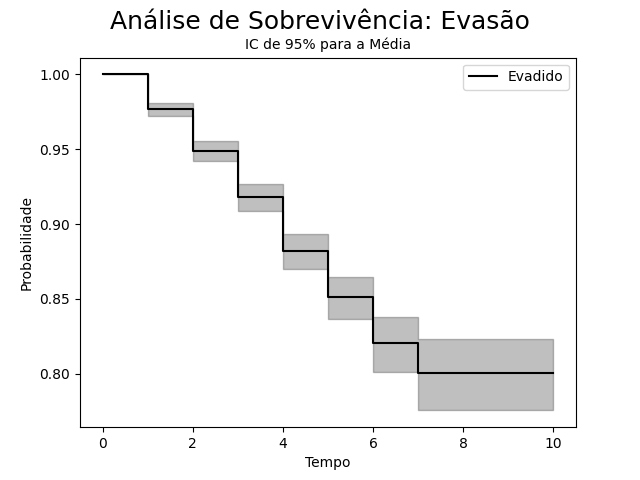 Análise de Sobrevivência: Evasão
IC de 95% para a Média
Evadido
1.00
0.95
0.90
0.85
0.80
Probabilidade
0 2 4 6 8 10
Tempo